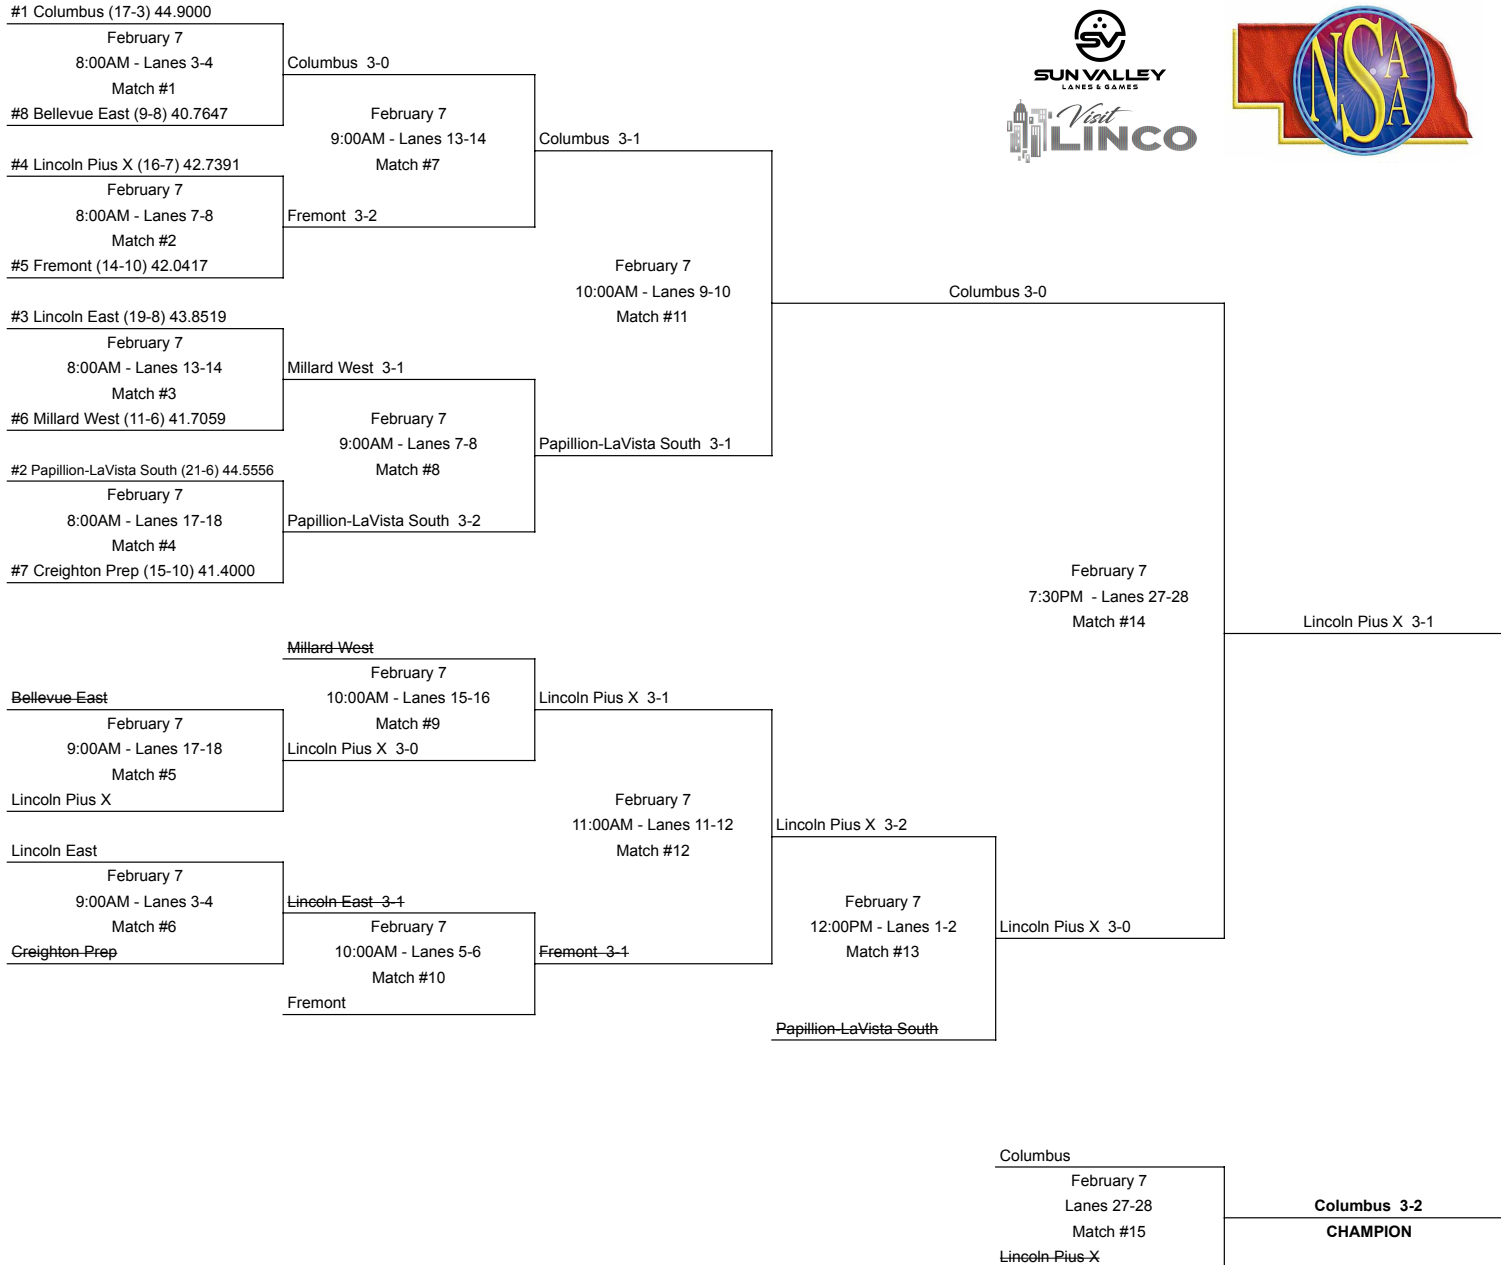 #1 Columbus (17-3) 44.9000
February 7
8:00AM - Lanes 3-4
Match #1
#8 Bellevue East (9-8) 40.7647
#4 Lincoln Pius X (16-7) 42.7391
February 7
8:00AM - Lanes 7-8
Match #2
#5 Fremont (14-10) 42.0417
#3 Lincoln East (19-8) 43.8519
February 7
8:00AM - Lanes 13-14
Match #3
#6 Millard West (11-6) 41.7059
#2 Papillion-LaVista South (21-6) 44.5556
February 7
8:00AM - Lanes 17-18
Match #4
#7 Creighton Prep (15-10) 41.4000
Columbus 3-0
February 7
9:00AM - Lanes 13-14
Match #7
Fremont 3-2
Millard West 3-1
February 7
9:00AM - Lanes 7-8
Match #8
Papillion-LaVista South 3-2
Columbus 3-1
February 7
10:00AM - Lanes 9-10
Match #11
Papillion-LaVista South 3-1
SV
SUN VALLEY
LANES & GAMES
Visit
LINCO
NSAA
Columbus 3-0
February 7
7:30PM - Lanes 27-28
Match #14
Lincoln Pius X 3-1
Bellevue East
February 7
9:00AM - Lanes 17-18
Match #5
Lincoln Pius X
Lincoln East
February 7
9:00AM - Lanes 3-4
Match #6
Creighton Prep
Millard West
February 7
10:00AM - Lanes 15-16
Match #9
Lincoln Pius X 3-0
Lincoln East 3-1
February 7
10:00AM - Lanes 5-6
Match #10
Fremont
Lincoln Pius X 3-1
February 7
11:00AM - Lanes 11-12
Match #12
Fremont 3-1
Lincoln Pius X 3-2
February 7
12:00PM - Lanes 1-2
Match #13
Papillion-LaVista South
Lincoln Pius X 3-0
Columbus
February 7
Lanes 27-28
Match #15
Lincoln Pius X
Columbus 3-2
CHAMPION